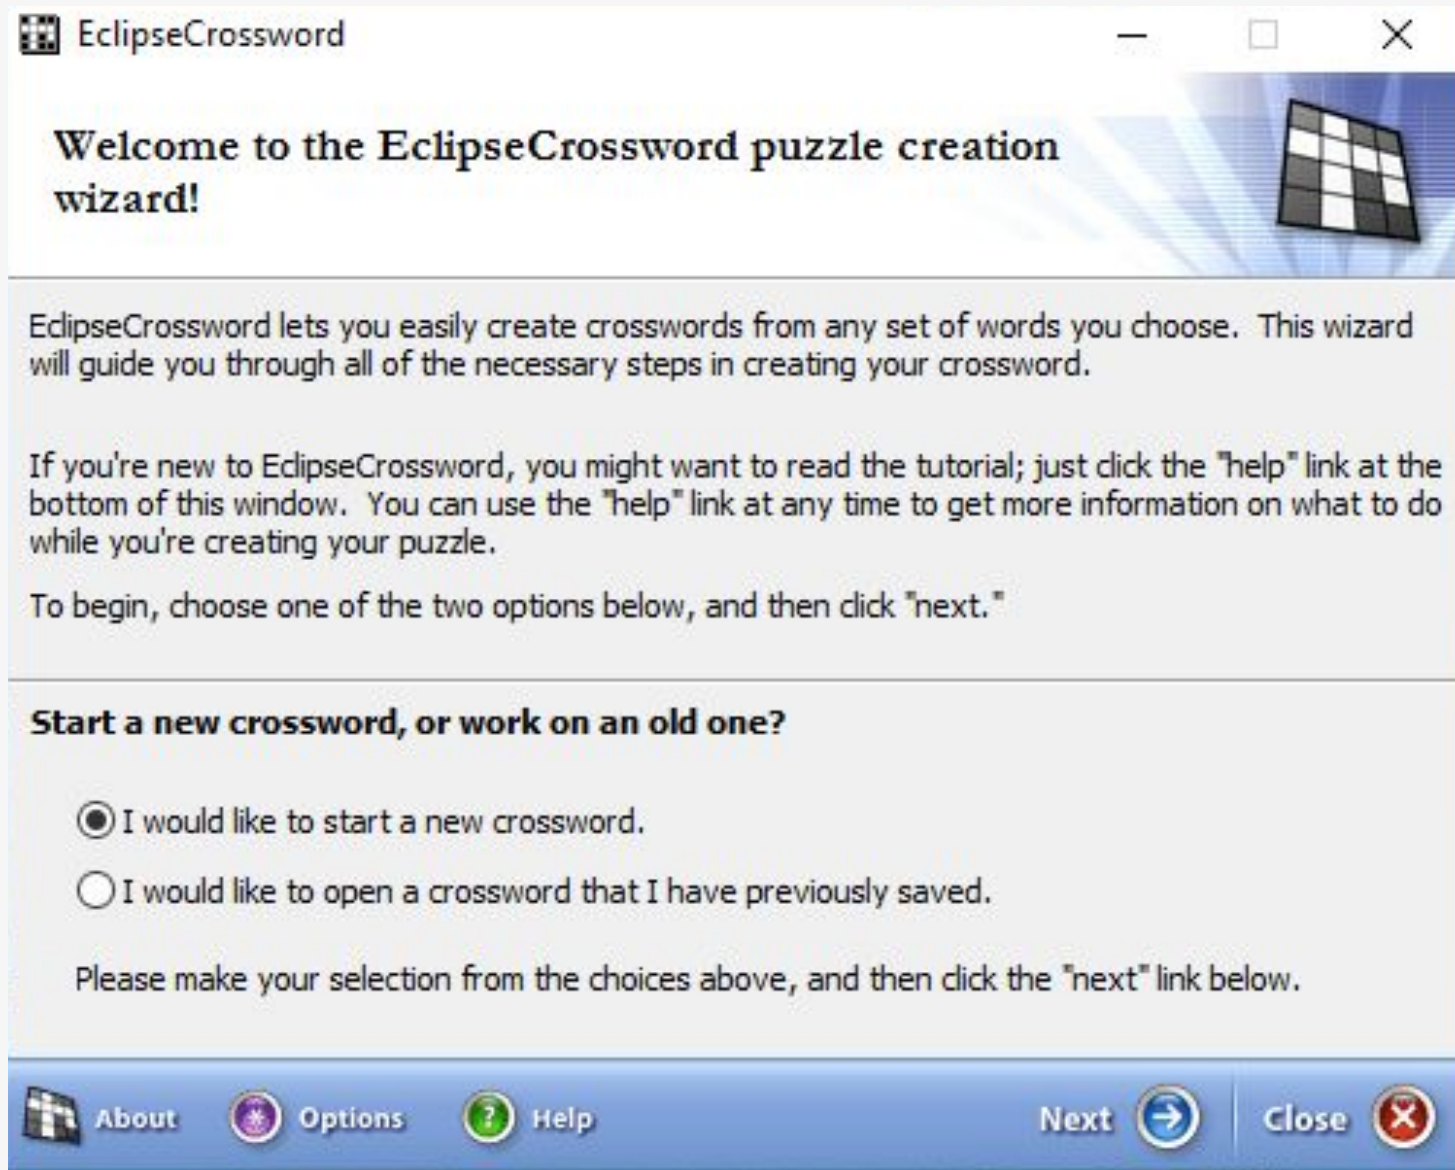 EclipseCrossword
Welcome to the EclipseCrossword puzzle creation
wizard!
EclipseCrossword lets you easily create crosswords from any set of words you choose.  This wizard
will guide you through all of the necessary steps in creating your crossword.
If you're new to EclipseCrossword, you might want to read the tutorial; just click the "help" link at the
bottom of this window.  You can use the "help" link at any time to get more information on what to do
while you're creating your puzzle.
To begin, choose one of the two options below, and then click "next."
Start a new crossword, or work on an old one?
I would like to start a new crossword.
I would like to open a crossword that I have previously saved.
Please make your selection from the choices above, and then click the "next" link below.
About Options ? Help Next Close